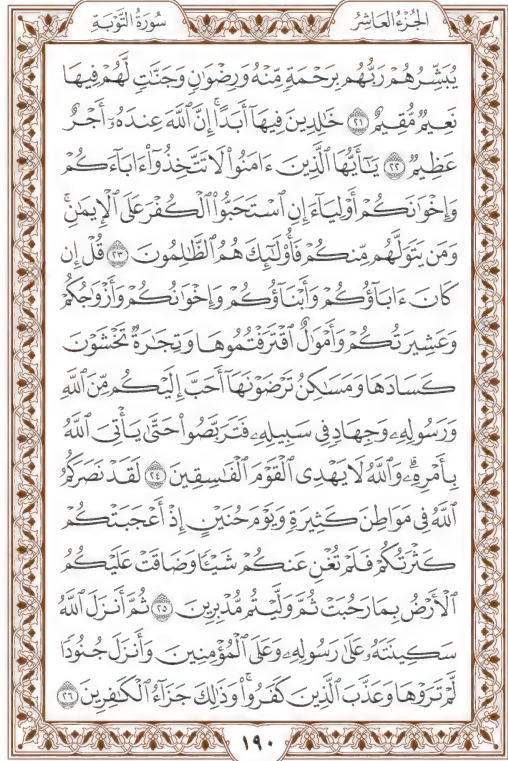 الجزء العاشر
سورة التوبة
يُبَشِّرُهُمْ رَبُّهُم بِرَحْمَةٍ مِّنْهُ وَرِضْوَٰنٍ وَجَنَّٰتٍ لَّهُمْ فِيهَا
نَعِيمٌ مُّقِيمٌ ۝٢١ خَٰلِدِينَ فِيهَآ أَبَدًا ۚ إِنَّ ٱللَّهَ عِندَهُۥٓ أَجْرٌ
عَظِيمٌ ۝٢٢ يَٰٓأَيُّهَا ٱلَّذِينَ ءَامَنُوا۟ لَا تَتَّخِذُوٓا۟ ءَابَآءَكُمْ
وَإِخْوَٰنَكُمْ أَوْلِيَآءَ إِنِ ٱسْتَحَبُّوا۟ ٱلْكُفْرَ عَلَى ٱلْإِيمَٰنِ ۚ
وَمَن يَتَوَلَّهُم مِّنكُمْ فَأُو۟لَٰٓئِكَ هُمُ ٱلظَّٰلِمُونَ ۝٢٣ قُلْ إِن
كَانَ ءَابَآؤُكُمْ وَأَبْنَآؤُكُمْ وَإِخْوَٰنُكُمْ وَأَزْوَٰجُكُمْ
وَعَشِيرَتُكُمْ وَأَمْوَٰلٌ ٱقْتَرَفْتُمُوهَا وَتِجَٰرَةٌ تَخْشَوْنَ
كَسَادَهَا وَمَسَٰكِنُ تَرْضَوْنَهَآ أَحَبَّ إِلَيْكُم مِّنَ ٱللَّهِ
وَرَسُولِهِۦ وَجِهَادٍ فِى سَبِيلِهِۦ فَتَرَبَّصُوا۟ حَتَّىٰ يَأْتِىَ ٱللَّهُ
بِأَمْرِهِۦ ۗ وَٱللَّهُ لَا يَهْدِى ٱلْقَوْمَ ٱلْفَٰسِقِينَ ۝٢٤ لَقَدْ نَصَرَكُمُ
ٱللَّهُ فِى مَوَاطِنَ كَثِيرَةٍ ۙ وَيَوْمَ حُنَيْنٍ ۙ إِذْ أَعْجَبَتْكُمْ
كَثْرَتُكُمْ فَلَمْ تُغْنِ عَنكُمْ شَيْـًٔا وَضَاقَتْ عَلَيْكُمُ
ٱلْأَرْضُ بِمَا رَحُبَتْ ثُمَّ وَلَّيْتُم مُّدْبِرِينَ ۝٢٥ ثُمَّ أَنزَلَ ٱللَّهُ
سَكِينَتَهُۥ عَلَىٰ رَسُولِهِۦ وَعَلَى ٱلْمُؤْمِنِينَ وَأَنزَلَ جُنُودًا
لَّمْ تَرَوْهَا وَعَذَّبَ ٱلَّذِينَ كَفَرُوا۟ ۚ وَذَٰلِكَ جَزَآءُ ٱلْكَٰفِرِينَ ۝٢٦
١٩٠